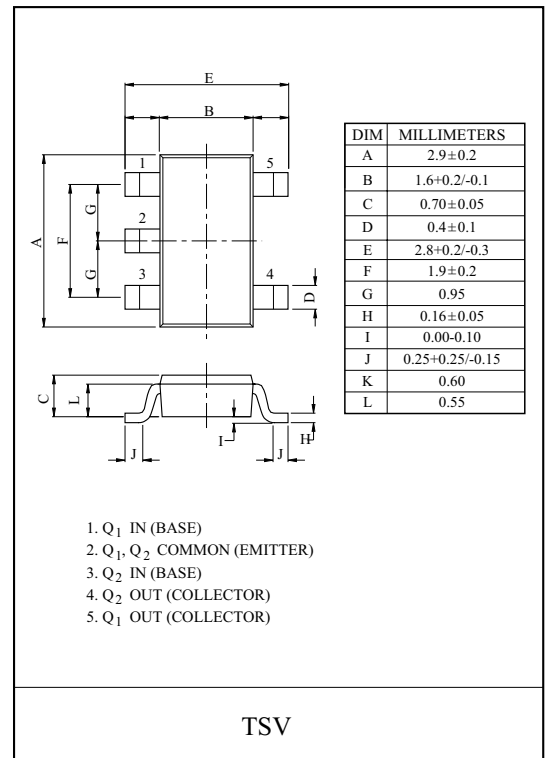 E
B
1
5
G
2
A
F
G
3
4
D
DIM MILLIMETERS
A 2.9±0.2
B 1.6+0.2/-0.1
C 0.70±0.05
D 0.4±0.1
E 2.8+0.2/-0.3
F 1.9±0.2
G 0.95
H 0.16±0.05
I 0.00-0.10
J 0.25+0.25/-0.15
K 0.60
L 0.55
C
L
I
H
J
J
1. Q1 IN (BASE)
2. Q1, Q2 COMMON (EMITTER)
3. Q2 IN (BASE)
4. Q2 OUT (COLLECTOR)
5. Q1 OUT (COLLECTOR)
TSV